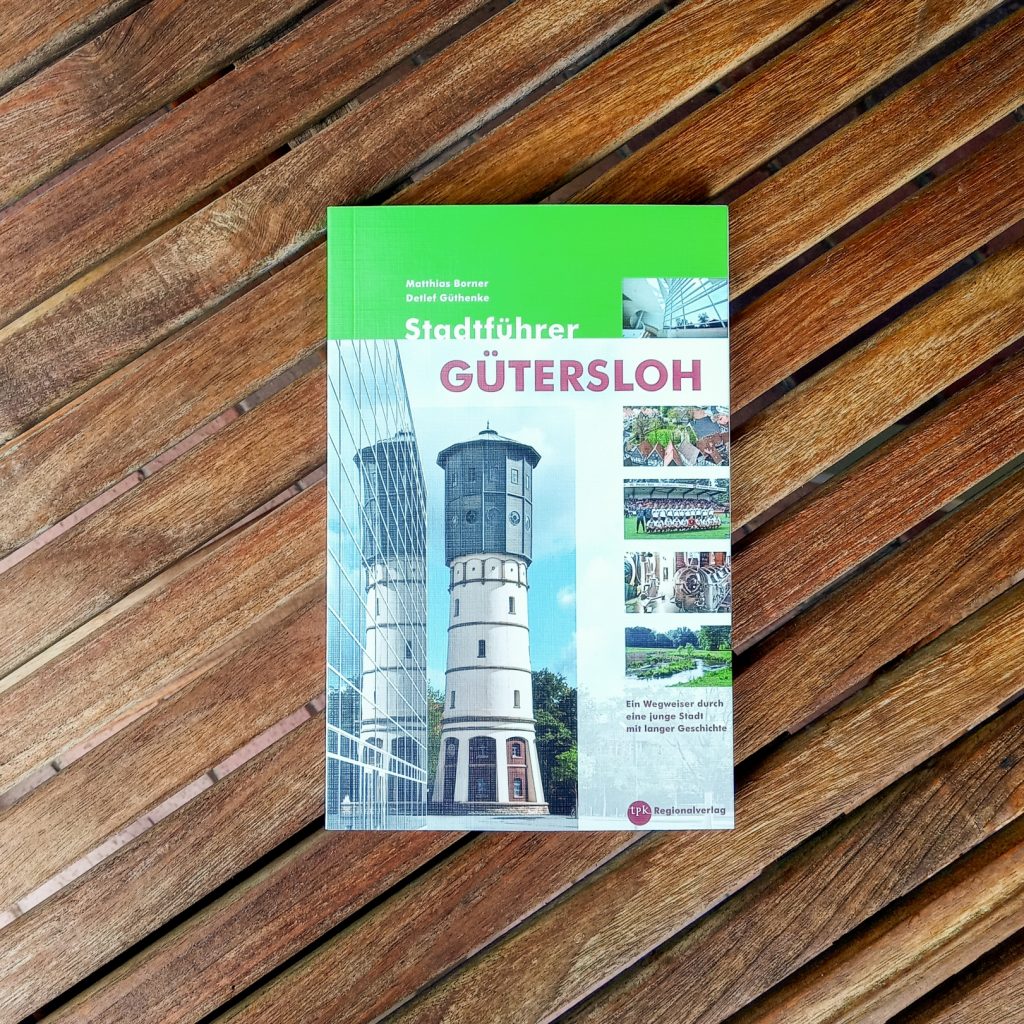 Matthias Borner
Detlef Güthenke
Stadtführer
GÜTERSLOH
Ein Wegweiser durch
eine junge Stadt
mit langer Geschichte
tpk Regionalverlag